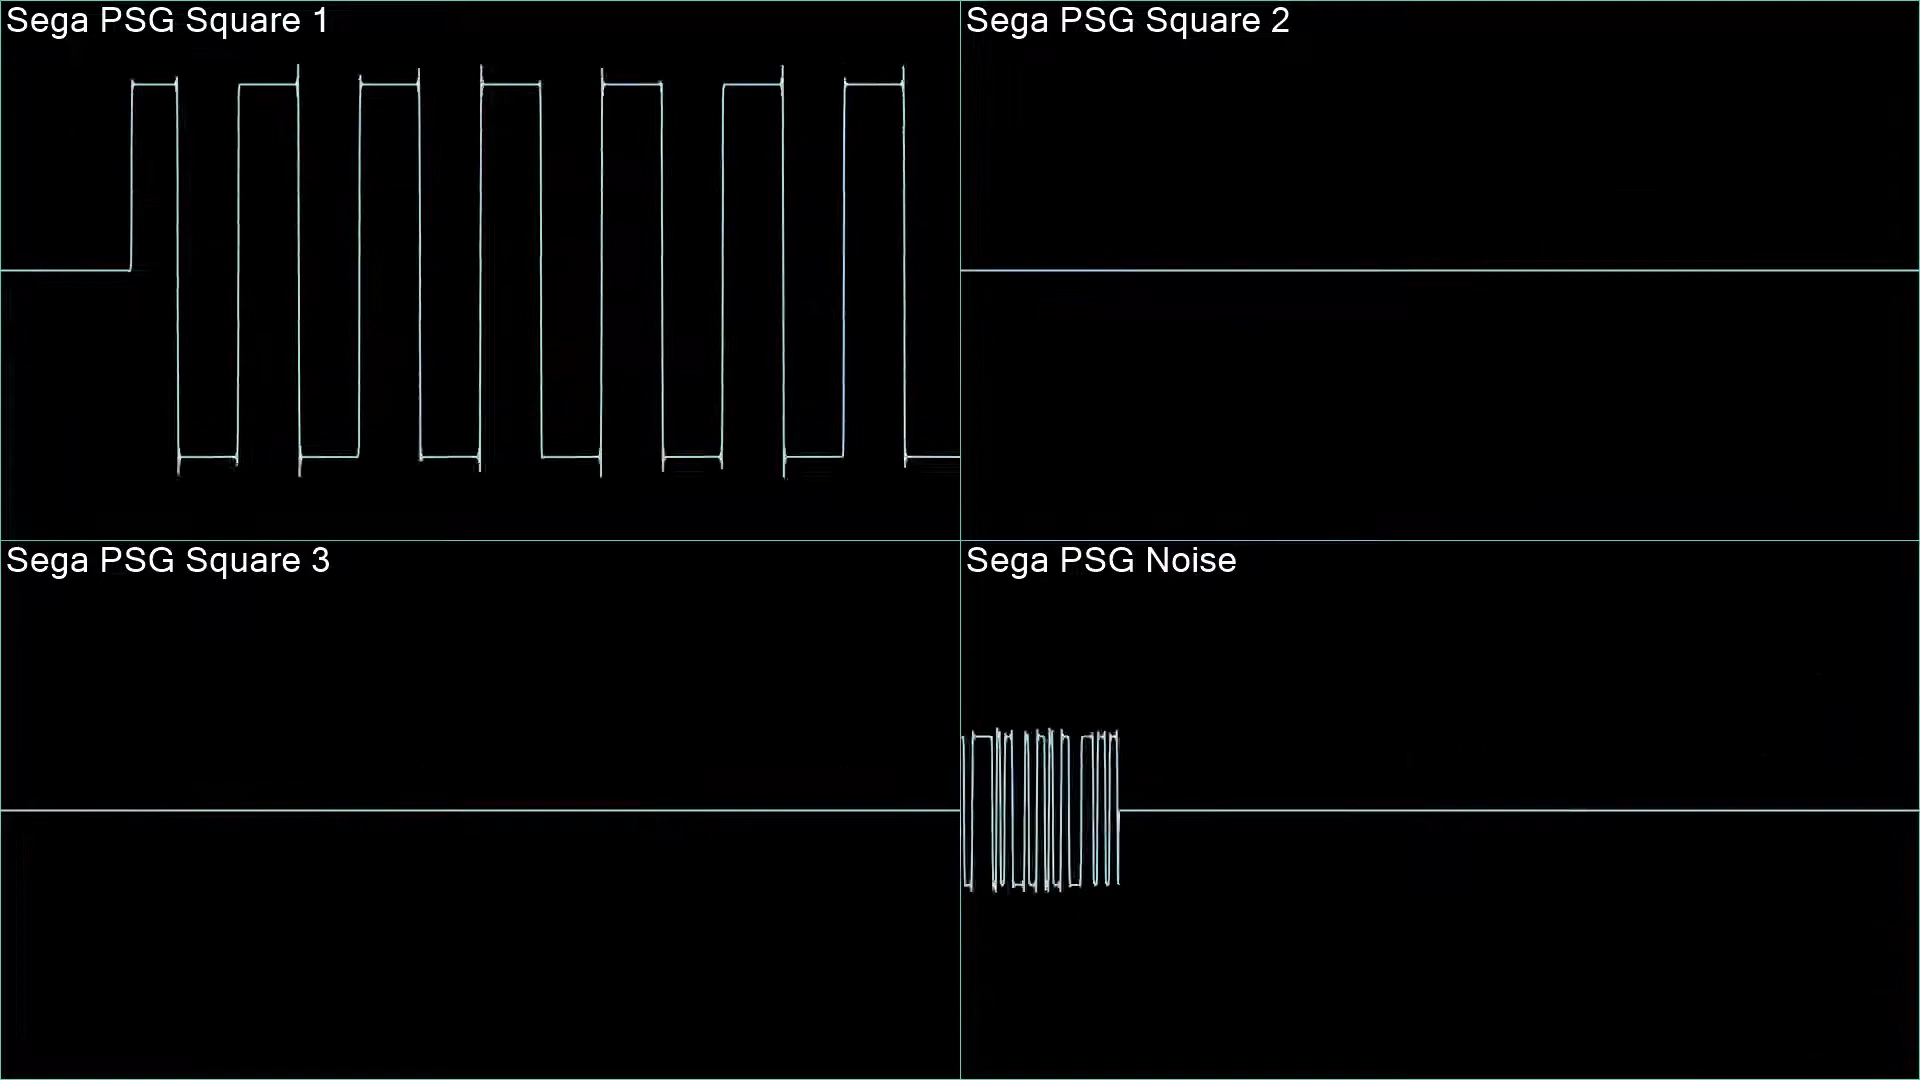 Sega PSG Square 1
Sega PSG Square 2
Sega PSG Square 3
Sega PSG Noise